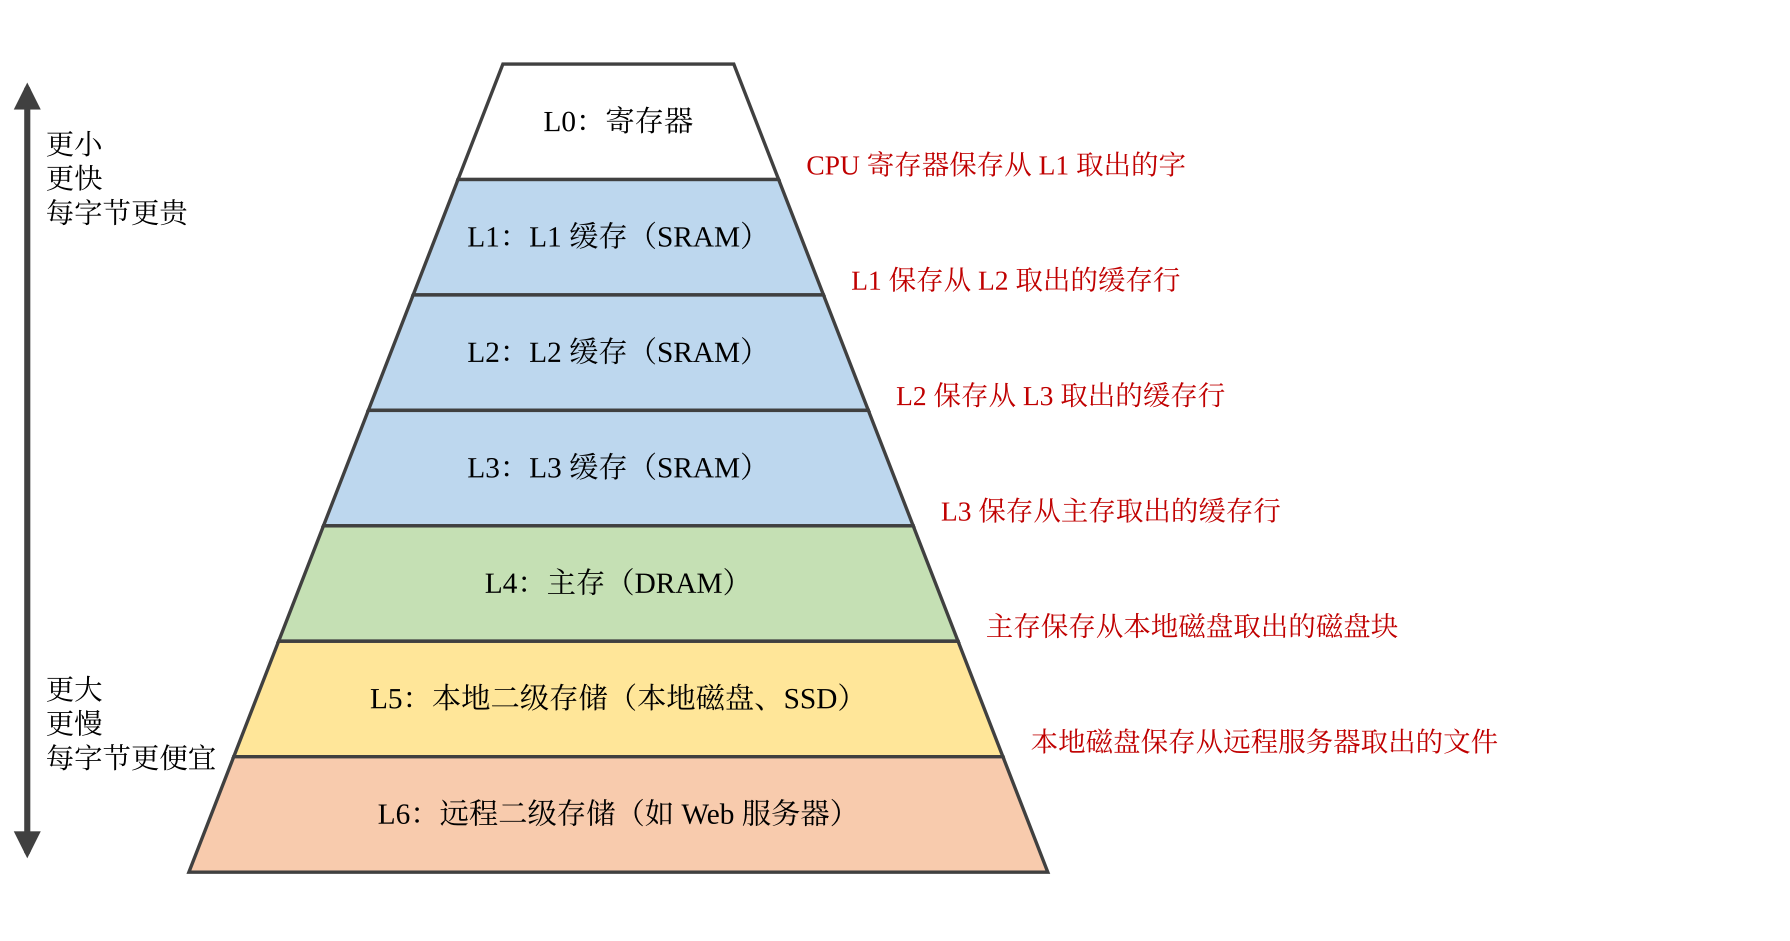 L0：寄存器
更小
更快
每字节更贵
CPU 寄存器保存从 L1 取出的字
L1：L1 缓存（SRAM）
L1 保存从 L2 取出的缓存行
L2：L2 缓存（SRAM）
L2 保存从 L3 取出的缓存行
L3：L3 缓存（SRAM）
L3 保存从主存取出的缓存行
L4：主存（DRAM）
主存保存从本地磁盘取出的磁盘块
更大
更慢
每字节更便宜
L5：本地二级存储（本地磁盘、SSD）
本地磁盘保存从远程服务器取出的文件
L6：远程二级存储（如 Web 服务器）